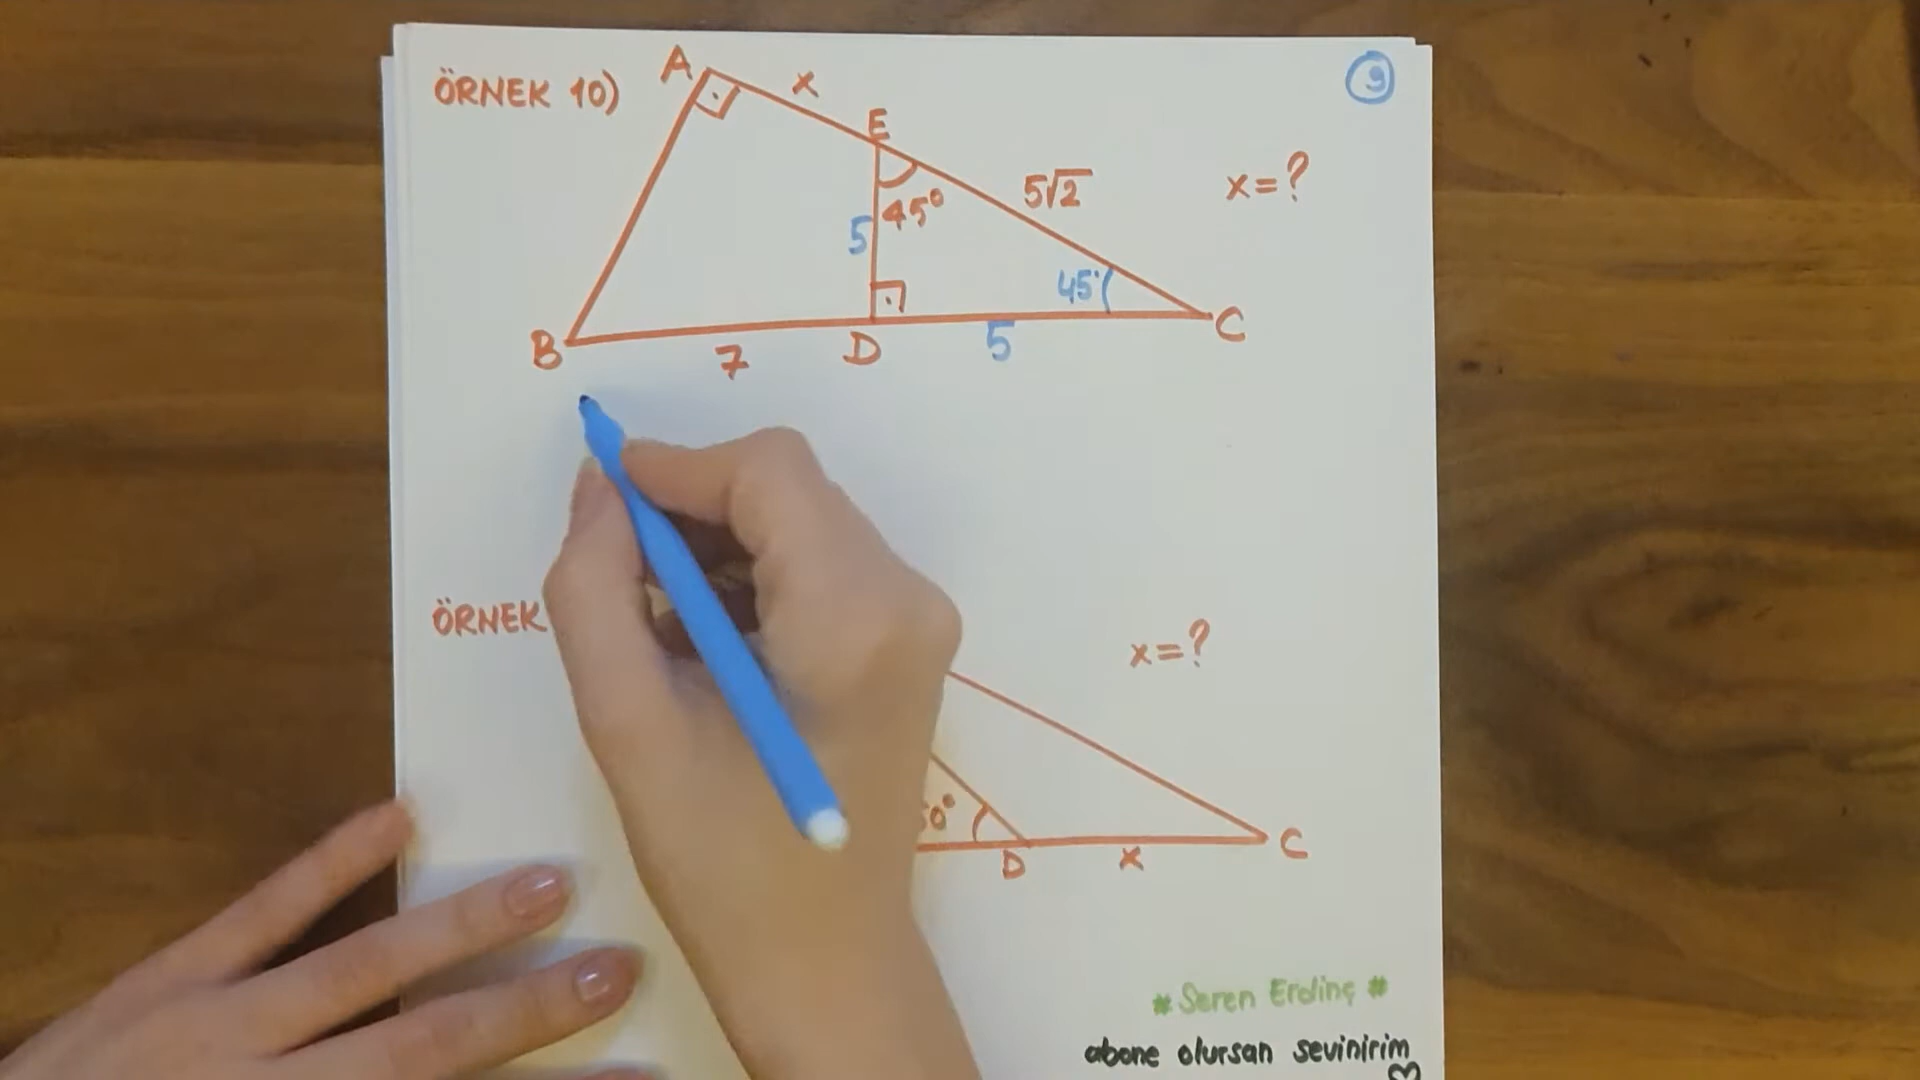 ÖRNEK 10)
A
x
9
E
5√2
x=?
45°
5
45°
B
7
D
5
C
ÖRNEK
x=?
D
x
C
# Seren Erdinç #
abone olursan sevinirim